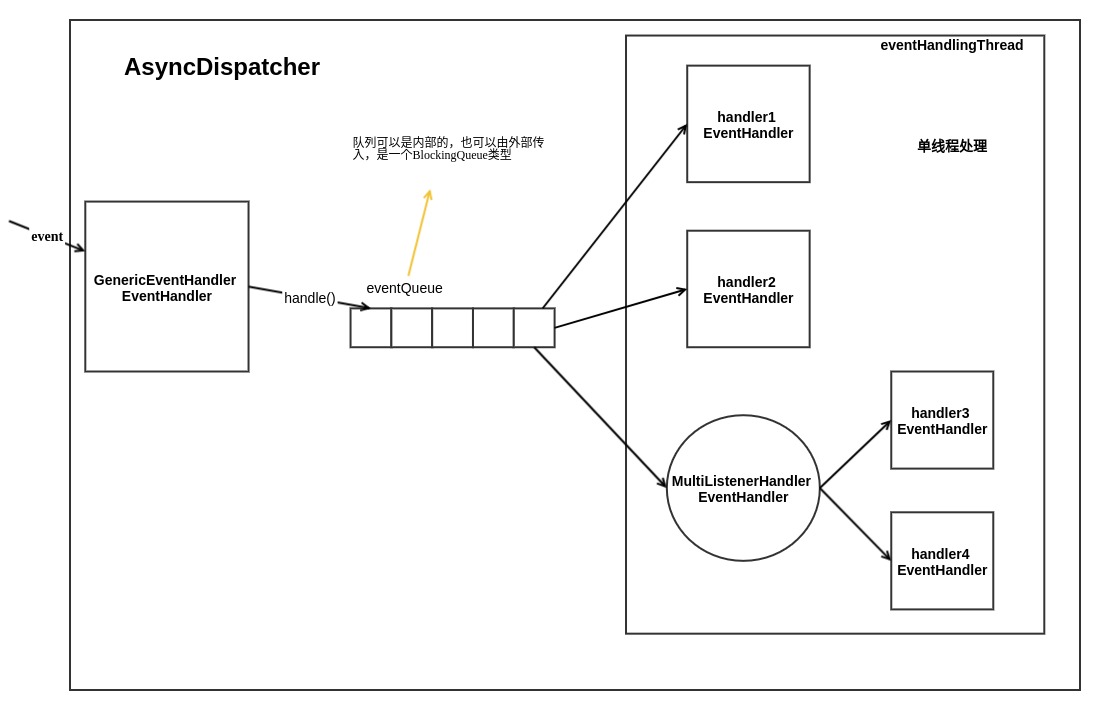 AsyncDispatcher
eventHandlingThread
handler1
EventHandler
单线程处理
队列可以是内部的，也可以由外部传
入，是一个BlockingQueue类型
event
GenericEventHandler
EventHandler
handle()
eventQueue
handler2
EventHandler
handler3
EventHandler
MultiListenerHandler
EventHandler
handler4
EventHandler